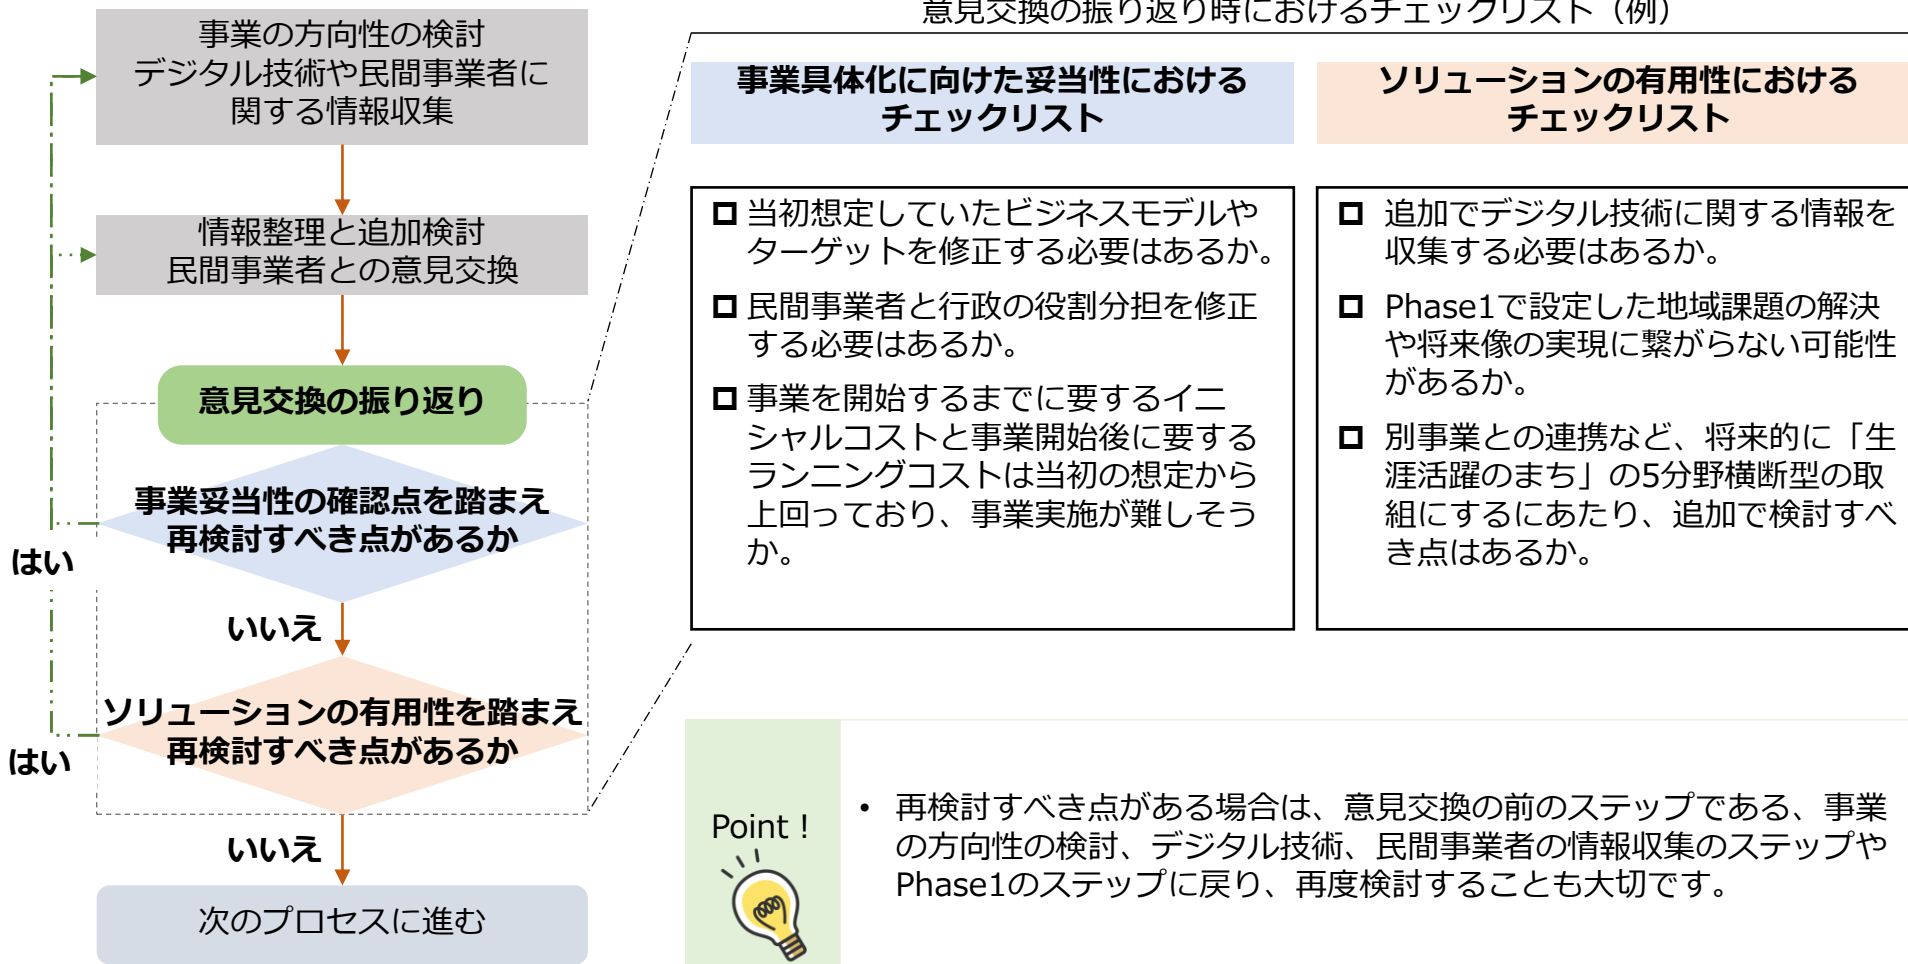 意見交換の振り返り時におけるチェックリスト（例）
事業の方向性の検討
デジタル技術や民間事業者に
関する情報収集
情報整理と追加検討
民間事業者との意見交換
意見交換の振り返り
事業妥当性の確認点を踏まえ
再検討すべき点があるか
はい
いいえ
ソリューションの有用性を踏まえ
再検討すべき点があるか
はい
いいえ
次のプロセスに進む
事業具体化に向けた妥当性における
チェックリスト
当初想定していたビジネスモデルや
ターゲットを修正する必要はあるか。
民間事業者と行政の役割分担を修正
する必要はあるか。
事業を開始するまでに要するイニ
シャルコストと事業開始後に要する
ランニングコストは当初の想定から
上回っており、事業実施が難しそう
か。
ソリューションの有用性における
チェックリスト
追加でデジタル技術に関する情報を
収集する必要はあるか。
Phase1で設定した地域課題の解決
や将来像の実現に繋がらない可能性
があるか。
別事業との連携など、将来的に「生
涯活躍のまち」の5分野横断型の取
組にするにあたり、追加で検討すべ
き点はあるか。
Point！
• 再検討すべき点がある場合は、意見交換の前のステップである、事業
の方向性の検討、デジタル技術、民間事業者の情報収集のステップや
Phase1のステップに戻り、再度検討することも大切です。